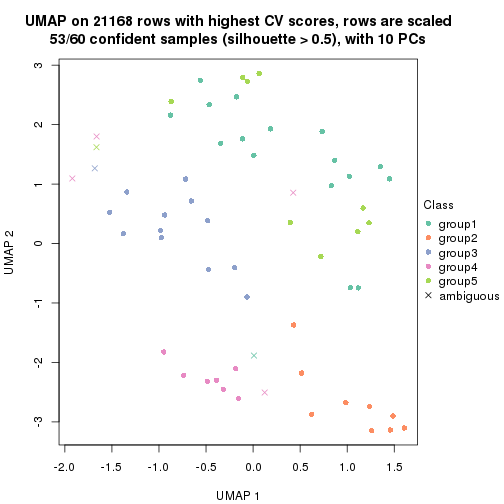 UMAP on 21168 rows with highest CV scores, rows are scaled
53/60 confident samples (silhouette > 0.5), with 10 PCs
3
2
1
0
-1
-2
-3
UMAP 2
-2.0 -1.5 -1.0 -0.5 0.0 0.5 1.0 1.5
UMAP 1
Class
group1
group2
group3
group4
group5
ambiguous